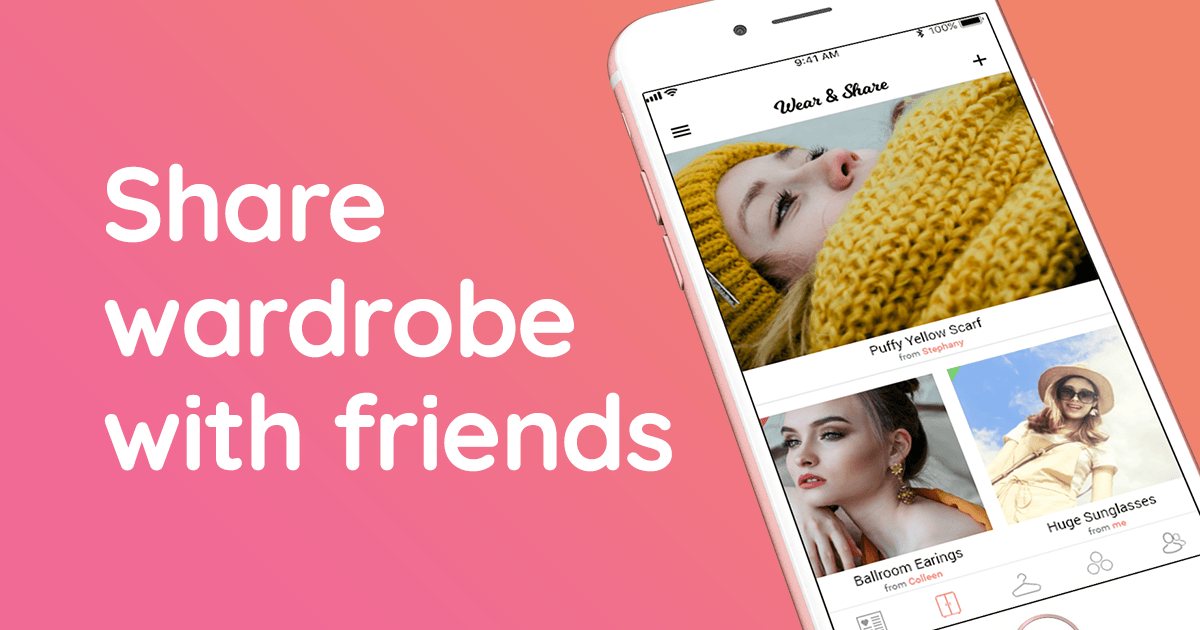 Share
wardrobe
with friends
9:41 AM
100%
Wear & Share
Puffy Yellow Scarf
from Stephany
Ballroom Earings
from Colleen
Huge Sunglasses
from me